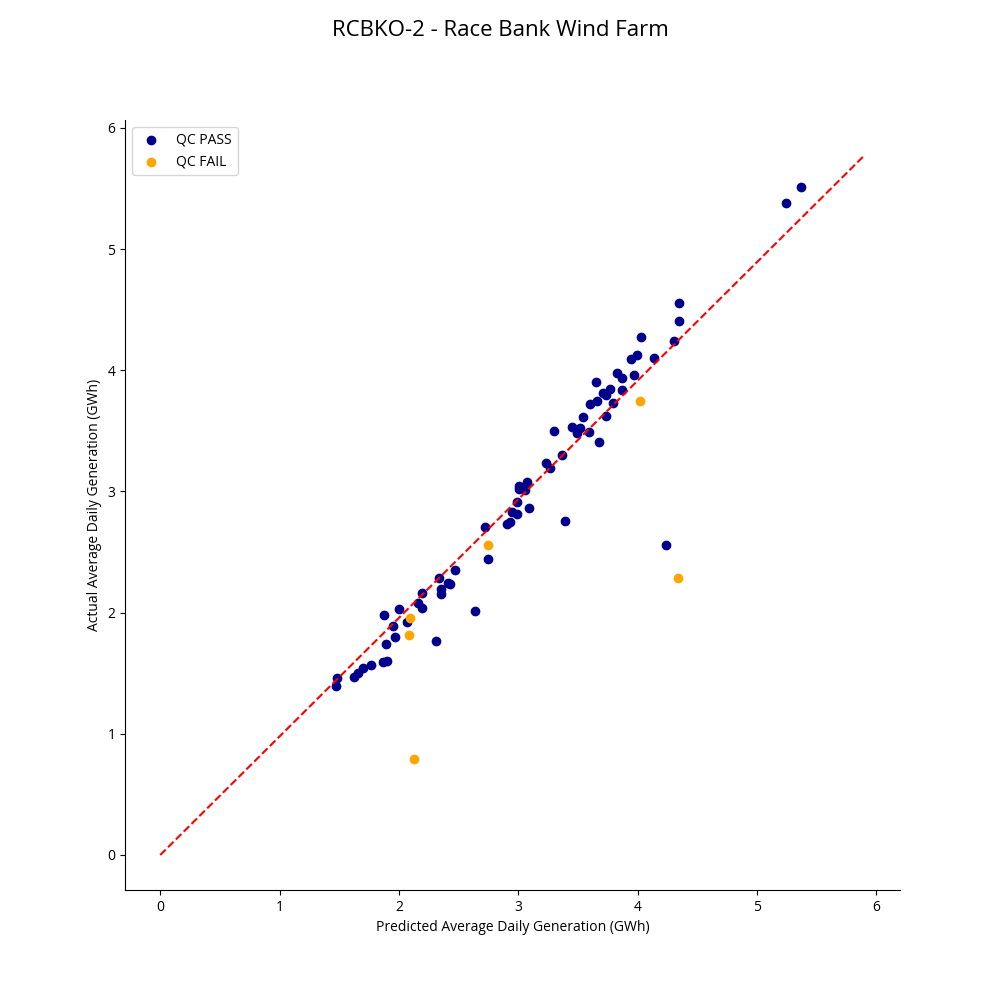 RCBKO-2 - Race Bank Wind Farm
QC PASS
QC FAIL
6
5
4
3
2
1
0
Actual Average Daily Generation (GWh)
0 1 2 3 4 5 6
Predicted Average Daily Generation (GWh)